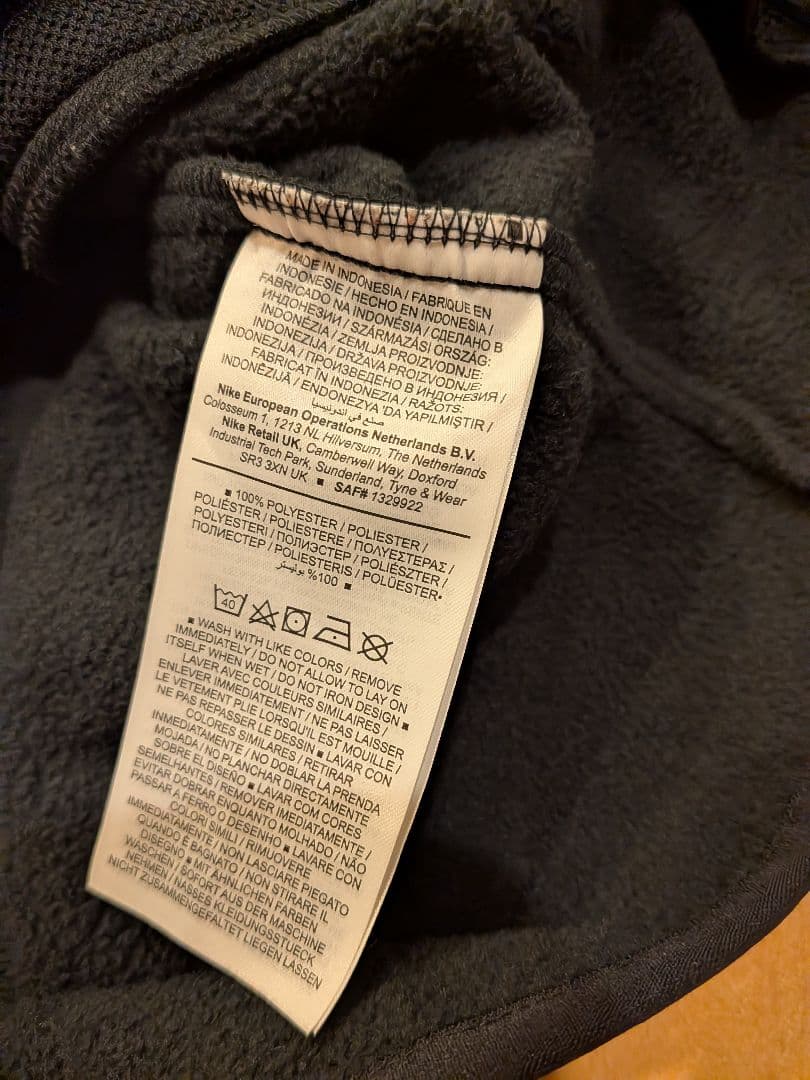 MADE IN INDONESIA / FABRIQUE EN
INDONESIE / HECHO EN INDONESIA /
FABRICADO NA INDONÉSIA / СДЕЛАНО В
ИНДОНЕЗИИ / SZÁRMAZÁSI ORSZÁG:
INDONÉZIA / ZEMLJA PROIZVODNJE:
INDONEZIJA / DRŽAVA PROIZVODNJE:
INDONEZIJA / ПРОИЗВЕДЕНО В ИНДОНЕЗИЯ /
FABRICAT ÎN INDONEZIA / RAŽOTS:
INDONĒZIJĀ / ENDONEZYA 'DA YAPILMIŞTIR /
صنع في اندونيسيا
Nike European Operations Netherlands B.V.
Colosseum 1, 1213 NL Hilversum, The Netherlands
Nike Retail UK, Camberwell Way, Doxford
Industrial Tech Park, Sunderland, Tyne & Wear
SR3 3XN UK ■ SAF# 1329922
■ 100% POLYESTER / POLIESTER /
POLIÉSTER / POLIESTERE / ΠΟΛΥΕΣΤΕΡΑΣ /
POLYESTERI / ПОЛИЭСТЕР / POLIÉSZTER /
ПОЛИЕСТЕР / POLIESTERIS / POLÜESTER•
%100 بوليستر ■
40
■ WASH WITH LIKE COLORS / REMOVE
IMMEDIATELY / DO NOT ALLOW TO LAY ON
ITSELF WHEN WET / DO NOT IRON DESIGN ■
LAVER AVEC COULEURS SIMILAIRES /
ENLEVER IMMEDIATEMENT / NE PAS LAISSER
LE VETEMENT PLIE LORSQU'IL EST MOUILLE /
NE PAS REPASSER LE DESSIN ■ LAVAR CON
COLORES SIMILARES / RETIRAR
INMEDIATAMENTE / NO DOBLAR LA PRENDA
MOJADA / NO PLANCHAR DIRECTAMENTE
SOBRE EL DISEÑO ■ LAVAR COM CORES
SEMELHANTES / REMOVER IMEDIATAMENTE /
EVITAR DOBRAR ENQUANTO MOLHADO / NÃO
PASSAR A FERRO O DESENHO ■ LAVARE CON
COLORI SIMILI / RIMUOVERE
IMMEDIATAMENTE / NON LASCIARE PIEGATO
QUANDO È BAGNATO / NON STIRARE IL
DISEGNO ■ MIT ÄHNLICHEN FARBEN
WASCHEN / SOFORT AUS DER MASCHINE
NEHMEN / NASSES KLEIDUNGSSTUECK
NICHT ZUSAMMENGEFALTET LIEGEN LASSEN